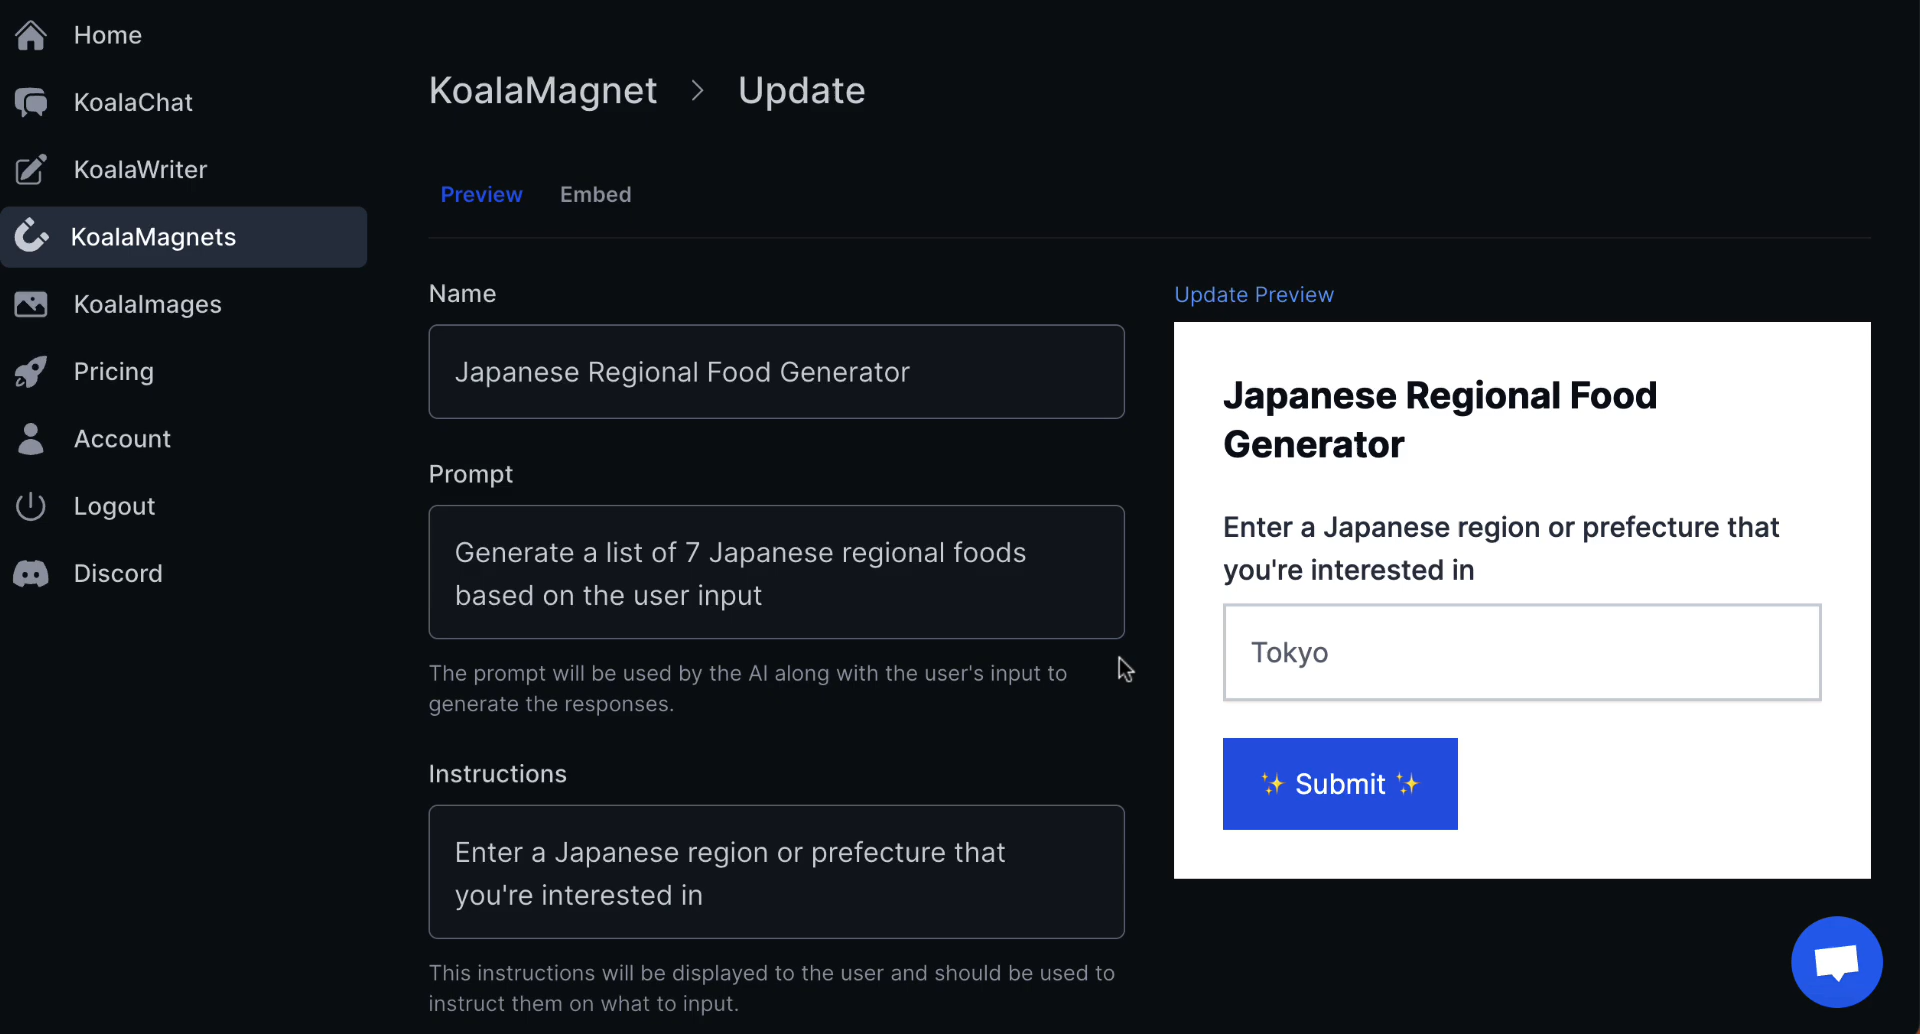 Home
KoalaChat
KoalaWriter
KoalaMagnets
KoalaImages
Pricing
Account
Logout
Discord
KoalaMagnet > Update
Preview Embed
Name
Japanese Regional Food Generator
Prompt
Generate a list of 7 Japanese regional foods
based on the user input
The prompt will be used by the AI along with the user's input to
generate the responses.
Instructions
Enter a Japanese region or prefecture that
you're interested in
This instructions will be displayed to the user and should be used to
instruct them on what to input.
Update Preview
Japanese Regional Food
Generator
Enter a Japanese region or prefecture that
you're interested in
Tokyo
✨ Submit ✨